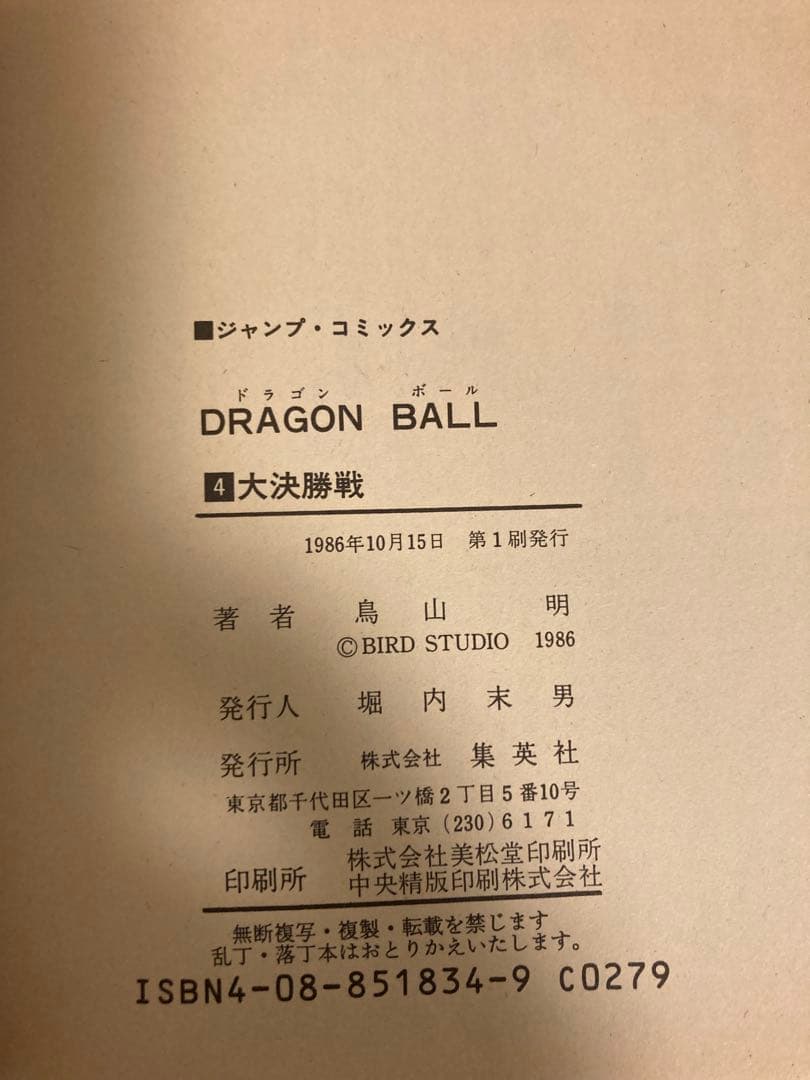 ■ジャンプ・コミックス
ドラゴン ボール
DRAGON BALL
4 大決勝戦
1986年10月15日 第1刷発行
著者 鳥山 明
©BIRD STUDIO 1986
発行人 堀内末男
発行所 株式会社 集英社
東京都千代田区一ツ橋2丁目5番10号
電話 東京 (230) 6171
印刷所 株式会社美松堂印刷所
中央精版印刷株式会社
無断複写・複製・転載を禁じます
乱丁・落丁本はおとりかえいたします。
ISBN4-08-851834-9 C0279